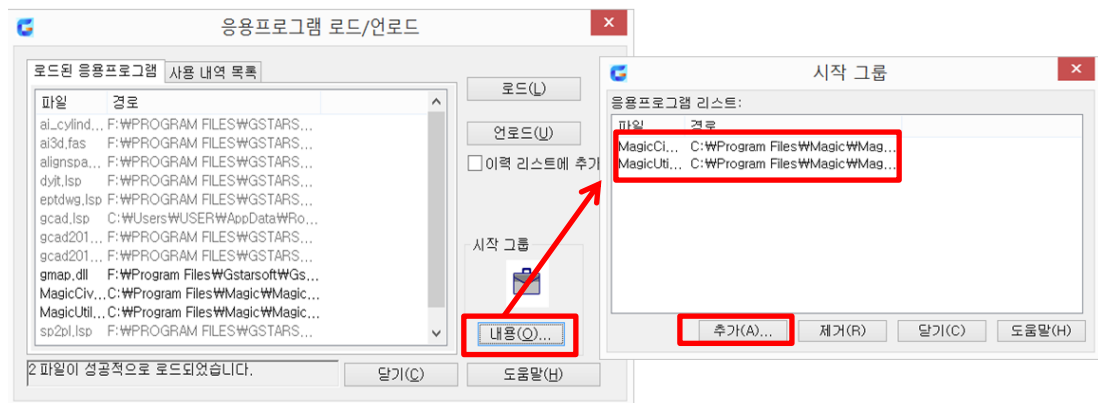 응용프로그램 로드/언로드
로드된 응용프로그램 사용 내역 목록
파일 경로
ai_cylind... F:₩PROGRAM FILES₩GSTARS...
ai3d.fas F:₩PROGRAM FILES₩GSTARS...
alignspa... F:₩PROGRAM FILES₩GSTARS...
dyit.lsp F:₩PROGRAM FILES₩GSTARS...
eptdwg.lsp F:₩PROGRAM FILES₩GSTARS...
gcad.lsp C:₩Users₩USER₩AppData₩Ro...
gcad201... F:₩PROGRAM FILES₩GSTARS...
gcad201... F:₩PROGRAM FILES₩GSTARS...
gmap.dll F:₩Program Files₩Gstarsoft₩Gs...
MagicCiv... C:₩Program Files₩Magic₩Magic...
MagicUtil... C:₩Program Files₩Magic₩Magic...
sp2pl.lsp F:₩PROGRAM FILES₩GSTARS...
로드(L)
언로드(U)
이력 리스트에 추가
시작 그룹
내용(O)...
2 파일이 성공적으로 로드되었습니다.
닫기(C)
도움말(H)
시작 그룹
응용프로그램 리스트:
파일 경로
MagicCi... C:₩Program Files₩Magic₩Mag...
MagicUti... C:₩Program Files₩Magic₩Mag...
추가(A)... 제거(R) 닫기(C) 도움말(H)